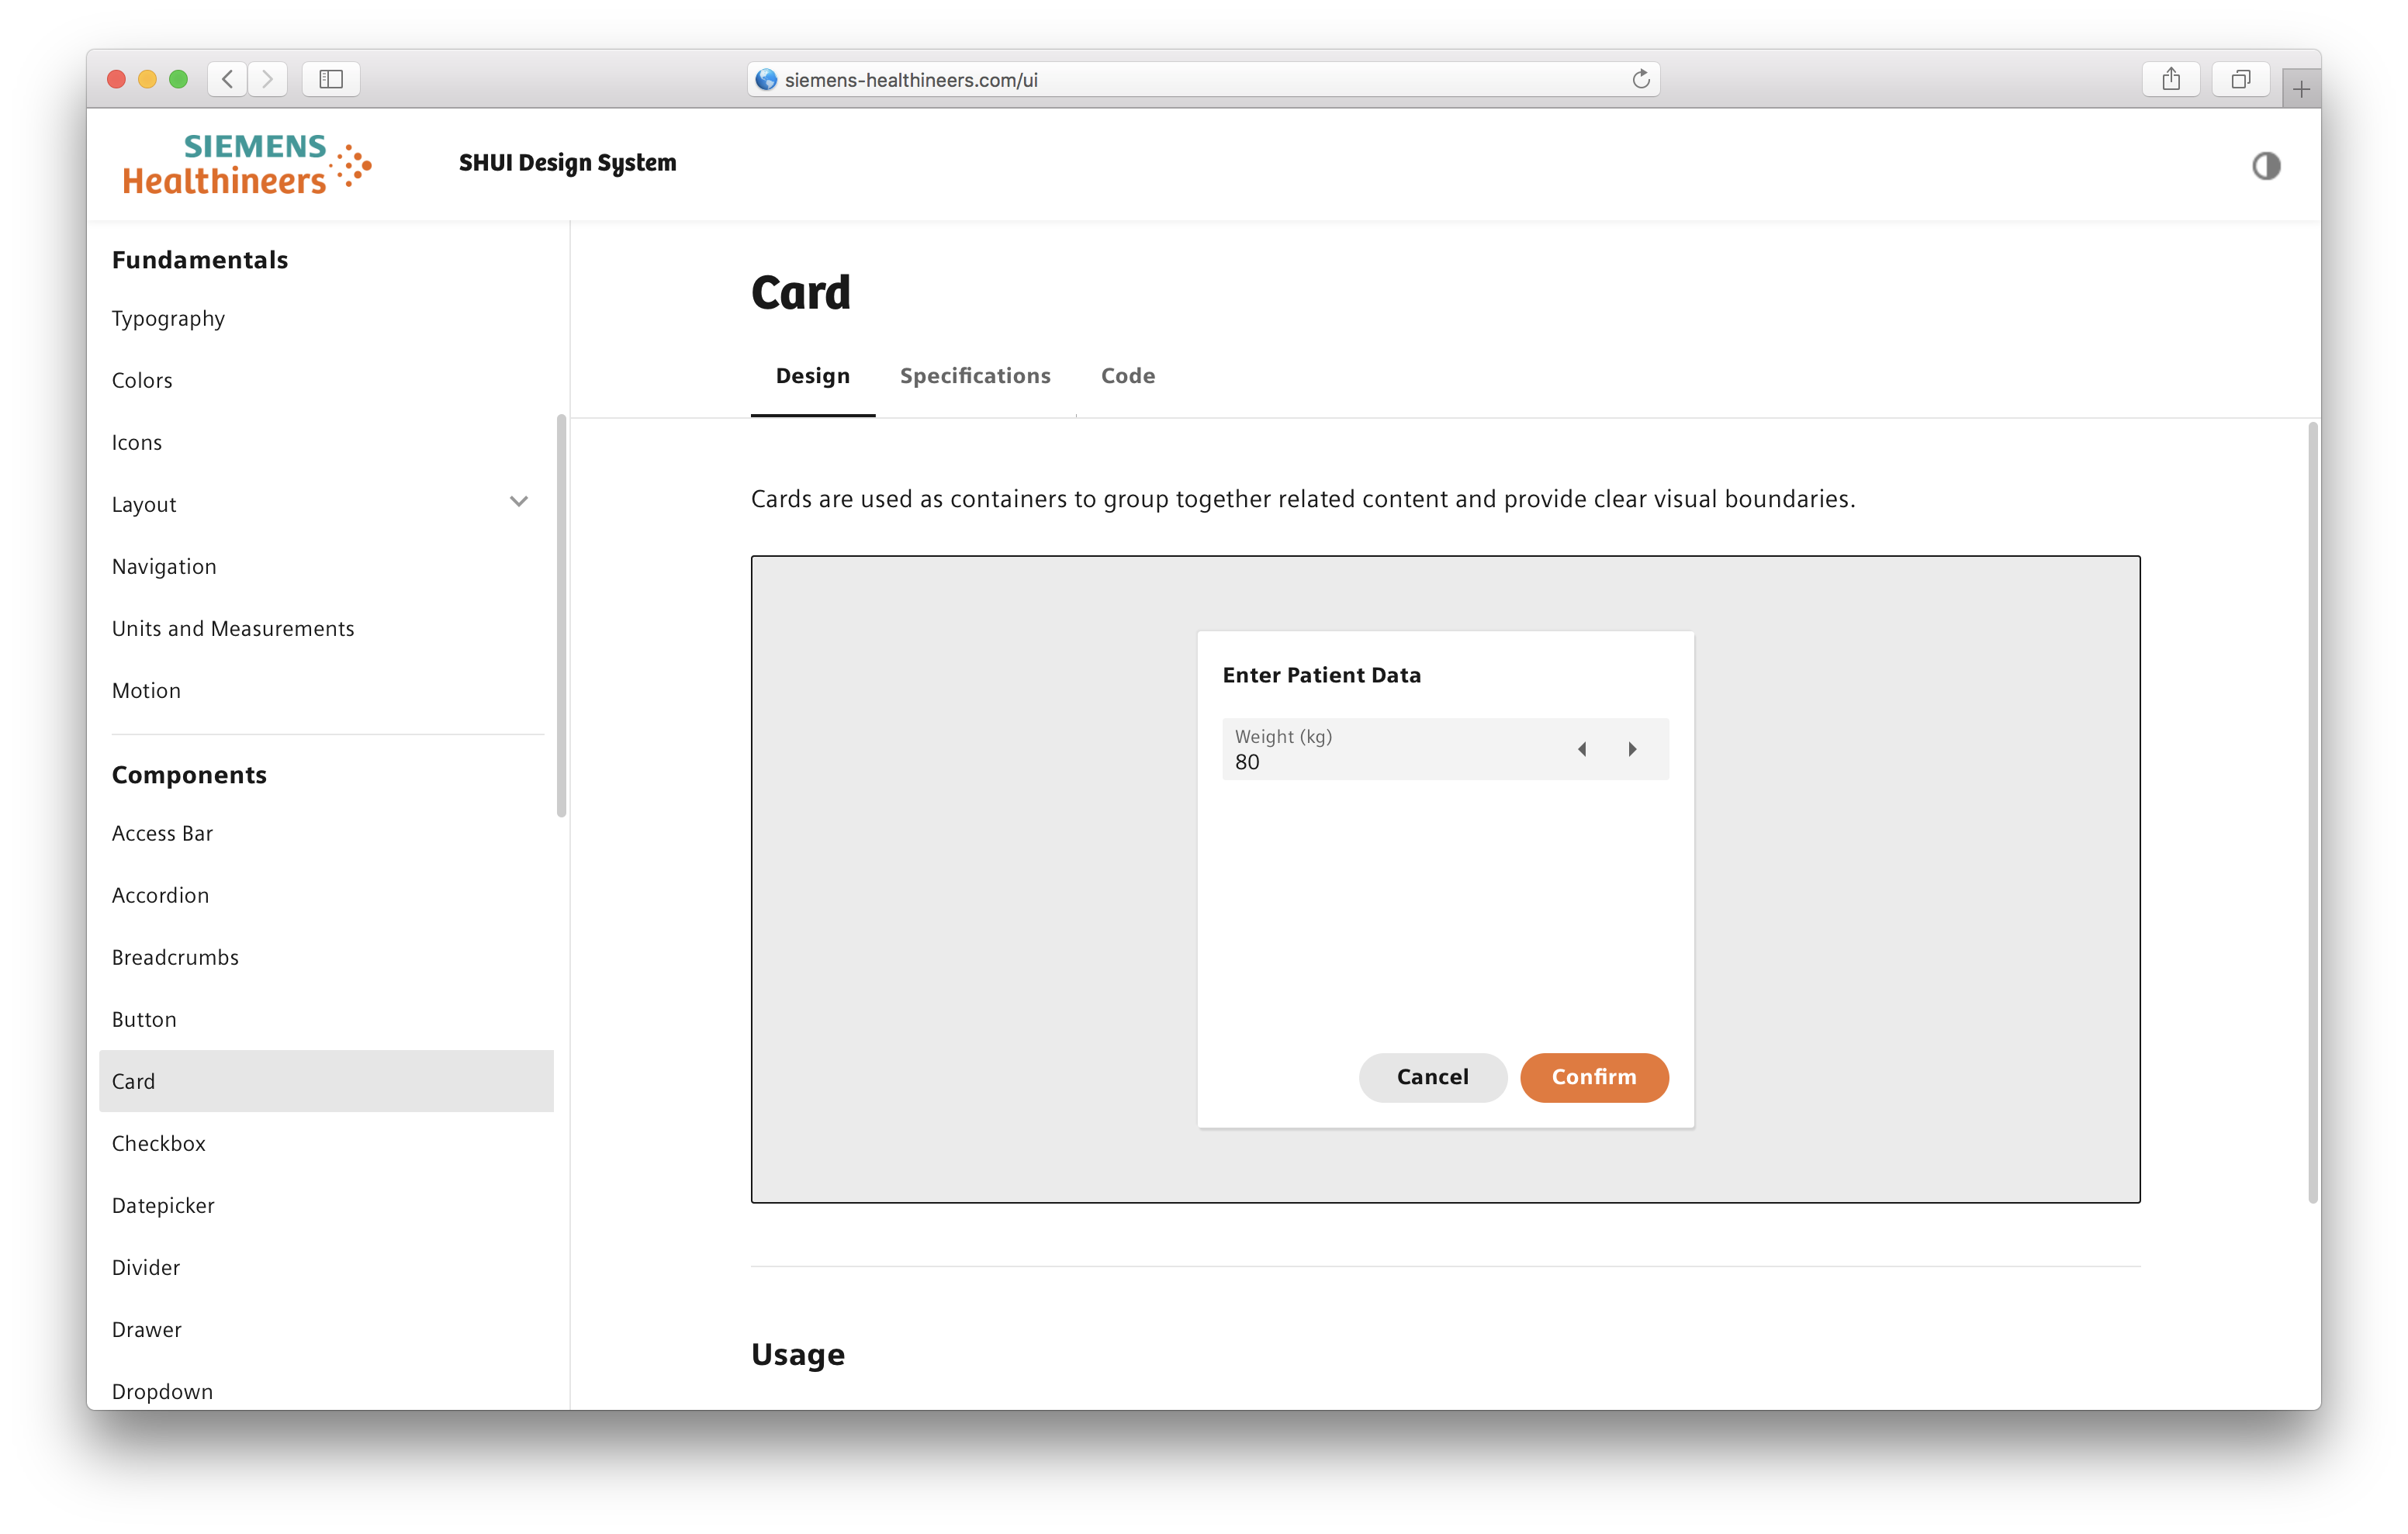 siemens-healthineers.com/ui
SIEMENS
Healthineers
SHUI Design System
Fundamentals
Typography
Colors
Icons
Layout
Navigation
Units and Measurements
Motion
Components
Access Bar
Accordion
Breadcrumbs
Button
Card
Checkbox
Datepicker
Divider
Drawer
Dropdown
Card
Design Specifications Code
Cards are used as containers to group together related content and provide clear visual boundaries.
Enter Patient Data
Weight (kg)
80
Cancel Confirm
Usage